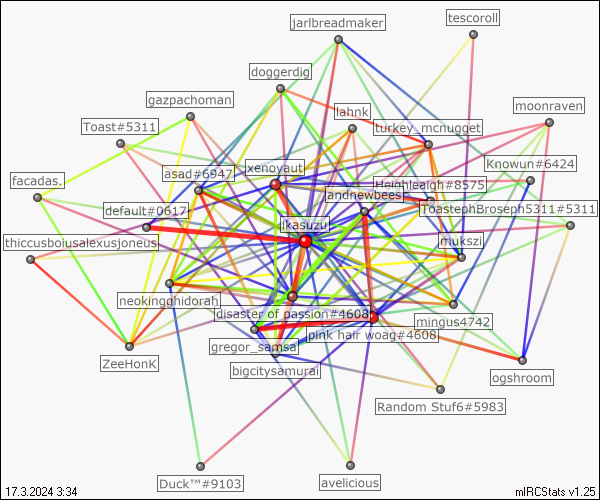 tescoroll
jarlbreadmaker
doggerdig
gazpachoman
moonraven
lahnk
Toast#5311
turkey_mcnugget
Knowun#6424
xenoyaut
asad#6947
facadas.
Heighleigh#8575
andnewbees
default#0617
ToastephBroseph5311#5311
jkasuzu
thiccusboiusalexusjoneus
mukszi
neokingghidorah
disaster of passion#4608
mingus4742
pink hair woag#4608
gregor_samsa
ZeeHonK
bigcitysamurai
ogshroom
Random Stuf6#5983
Duck™#9103
avelicious
17.3.2024 3:34
mIRCStats v1.25